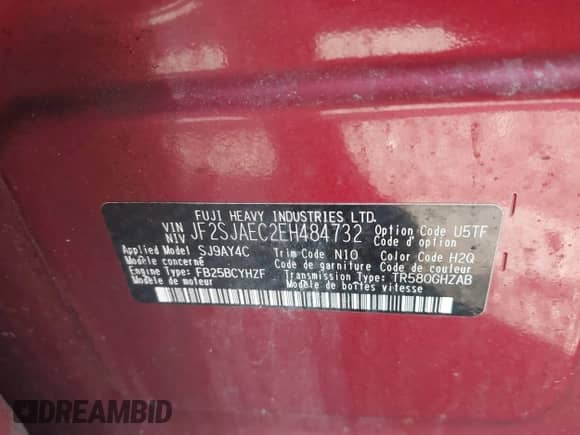 FUJI HEAVY INDUSTRIES LTD.
VIN NIV JF2SJAEC2EH484732 Option Code U5TF
Code d'option
Applied Model SJ9AY4C Trim Code N10 Color Code H2Q
Modèle concerné Code de garniture Code de couleur
Engine Type FB25BCYHZF Transmission Type: TR580GHZAB
Modèle de moteur Modèle de boîtes vitesse
DREAMBID